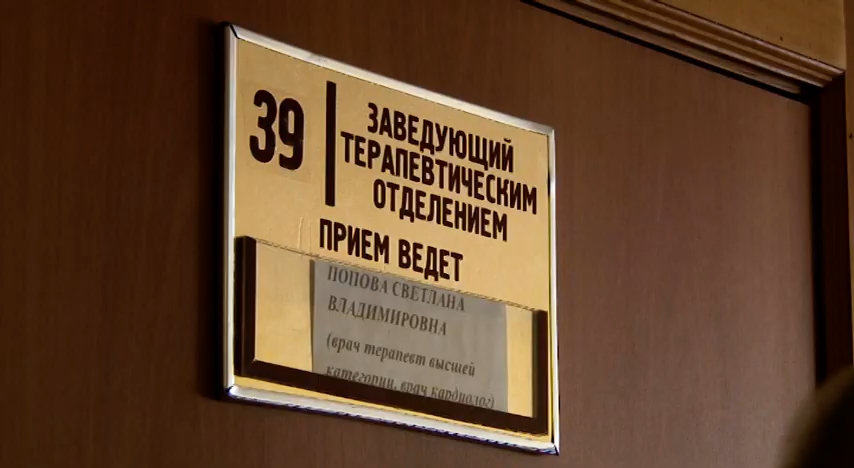 39
ЗАВЕДУЮЩИЙ
ТЕРАПЕВТИЧЕСКИМ
ОТДЕЛЕНИЕМ
ПРИЕМ ВЕДЕТ
ПОПОВА СВЕТЛАНА
ВЛАДИМИРОВНА
(врач терапевт высшей
категории, врач кардиолог)